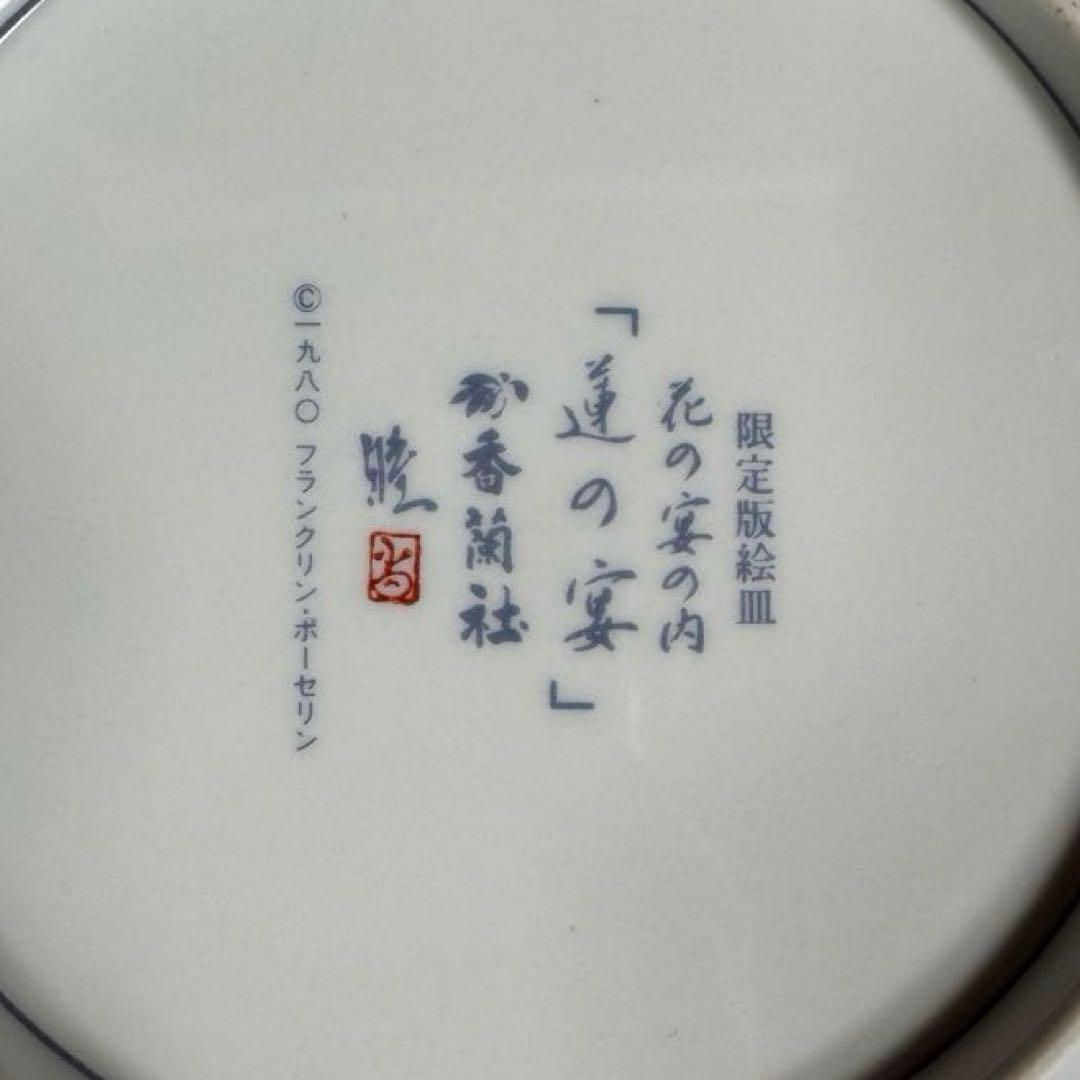 限定版絵皿
花の宴の内
「蓮の宴」
香蘭社
©一九八〇 フランクリン・ポーセリン